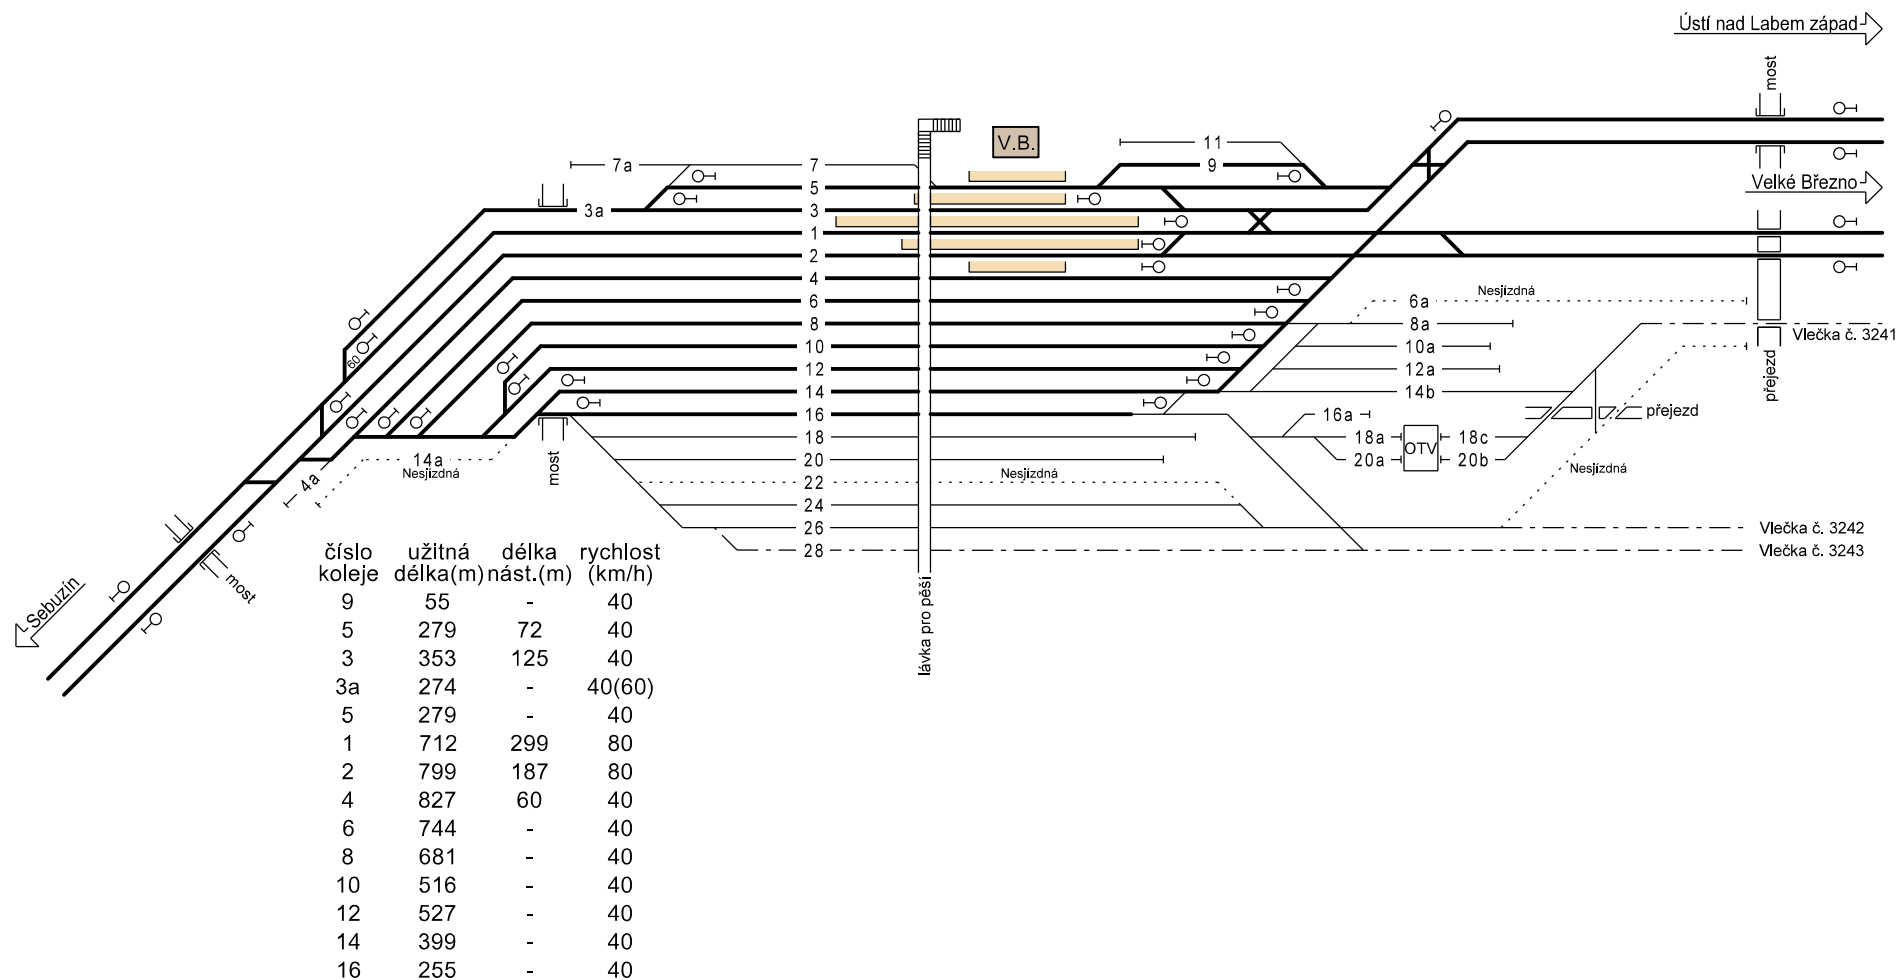 Ústí nad Labem západ
most
V.B.
11
7a
7
9
5
Velké Březno
3a
3
1
2
4
6
6a
Nesjízdná
8
8a
Vlečka č. 3241
60
10
10a
12
12a
14
14b
přejezd
16
16a
přejezd
18
18a
OTV
18c
14a
Nesjízdná
most
20
Nesjízdná
20a
20b
Nesjízdná
4a
22
24
26
Vlečka č. 3242
28
Vlečka č. 3243
most
Sebuzín
lávka pro pěší
číslo užitná délka rychlost
koleje délka(m) nást.(m) (km/h)
9 55 - 40
5 279 72 40
3 353 125 40
3a 274 - 40(60)
5 279 - 40
1 712 299 80
2 799 187 80
4 827 60 40
6 744 - 40
8 681 - 40
10 516 - 40
12 527 - 40
14 399 - 40
16 255 - 40